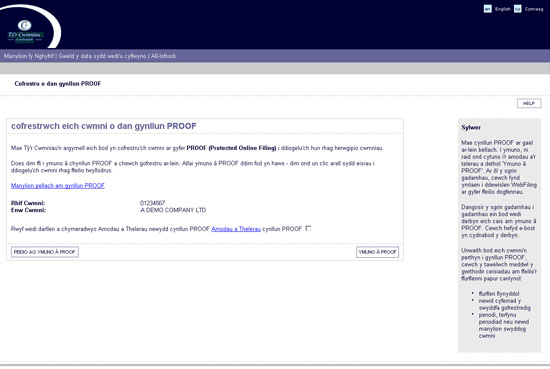 en English cy Cymraeg
Tŷ'r Cwmnïau
Manylion fy Nghyfrif | Gweld y data sydd wedi'u cyflwyno | All-lofnodi
Cofrestru o dan gynllun PROOF
HELP
cofrestrwch eich cwmni o dan gynllun PROOF
Mae Tŷ'r Cwmnïau'n argymell eich bod yn cofrestru'ch cwmni ar gyfer PROOF (Protected Online Filing) i ddiogelu'ch hun rhag herwgipio cwmnïau.
Does dim ffi i ymuno â chynllun PROOF a chewch gofrestru ar-lein. Allai ymuno â PROOF ddim fod yn haws - dim ond un clic arall sydd eisiau i
ddiogelu'ch cwmni rhag ffeilio twyllodrus.
Manylion pellach am gynllun PROOF
Rhif Cwmni: 01234567
Enw Cwmni: A DEMO COMPANY LTD
Rwyf wedi darllen a chymeradwyo Amodau a Thelerau newydd cynllun PROOF Amodau a Thelerau cynllun PROOF
PEIDIO AG YMUNO Â PROOF
YMUNO Â PROOF
Sylwer
Mae cynllun PROOF ar gael
ar-lein bellach. I ymuno, ni
raid ond cytuno i'r amodau a'r
telerau a dethol 'Ymuno â
PROOF'. Ar ôl y sgrin
gadarnhau, cewch fynd
ymlaen i ddewislen WebFiling
ar gyfer ffeilio dogfennau.
Dangosir y sgrin gadarnhau i
gadarnhau ein bod wedi
derbyn eich cais am ymuno â
PROOF. Cewch hefyd e-bost
yn cydnabod y derbyn.
Unwaith bod eich cwmni'n
perthyn i gynllun PROOF,
cewch y tawelwch meddwl y
gwrthodir ceisiadau am ffeilio'r
ffurflenni papur canlynol:
• ffurflen flynyddol
• newid cyfeiriad y
swyddfa gofrestredig
• penodi, terfynu
penodiad neu newid
manylion swyddog
cwmni